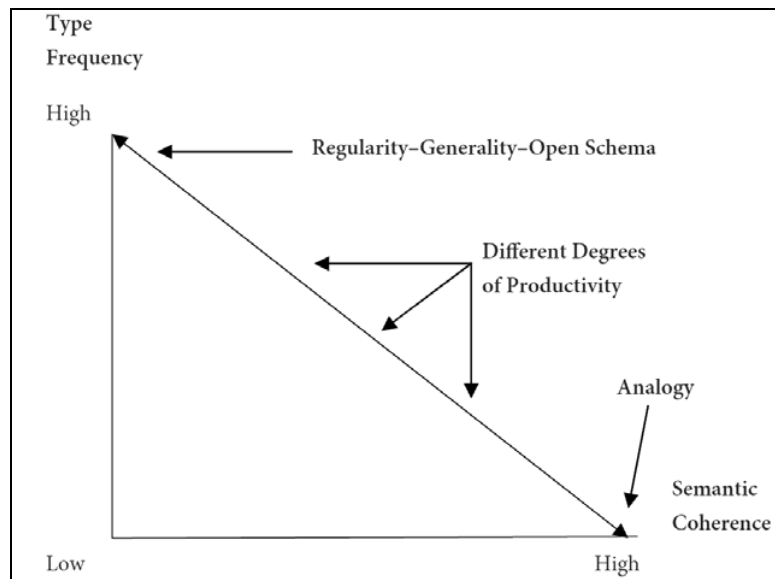 Type
Frequency
High
Regularity–Generality–Open Schema
Different Degrees
of Productivity
Analogy
Semantic
Coherence
Low
High